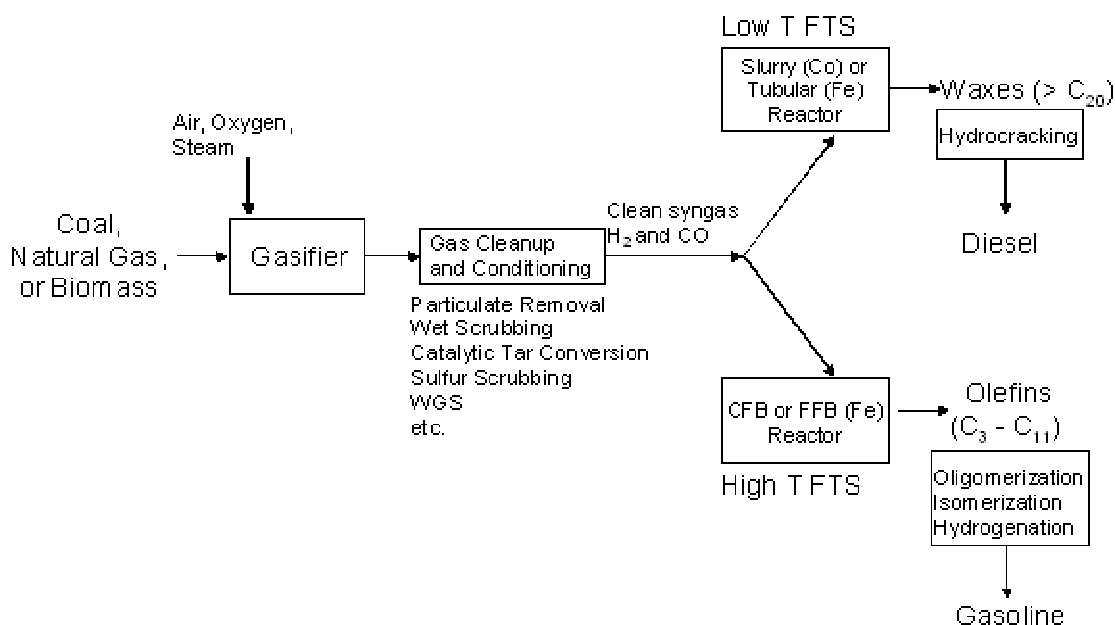 Low T FTS
Slurry (Co) or
Tubular (Fe)
Reactor
Waxes (> C20)
Hydrocracking
Diesel
Air, Oxygen,
Steam
Coal,
Natural Gas,
or Biomass
Gasifier
Gas Cleanup
and Conditioning
Particulate Removal
Wet Scrubbing
Catalytic Tar Conversion
Sulfur Scrubbing
WGS
etc.
Clean syngas
H2 and CO
CFB or FFB (Fe)
Reactor
High T FTS
Olefins
(C3 - C11)
Oligomerization
Isomerization
Hydrogenation
Gasoline